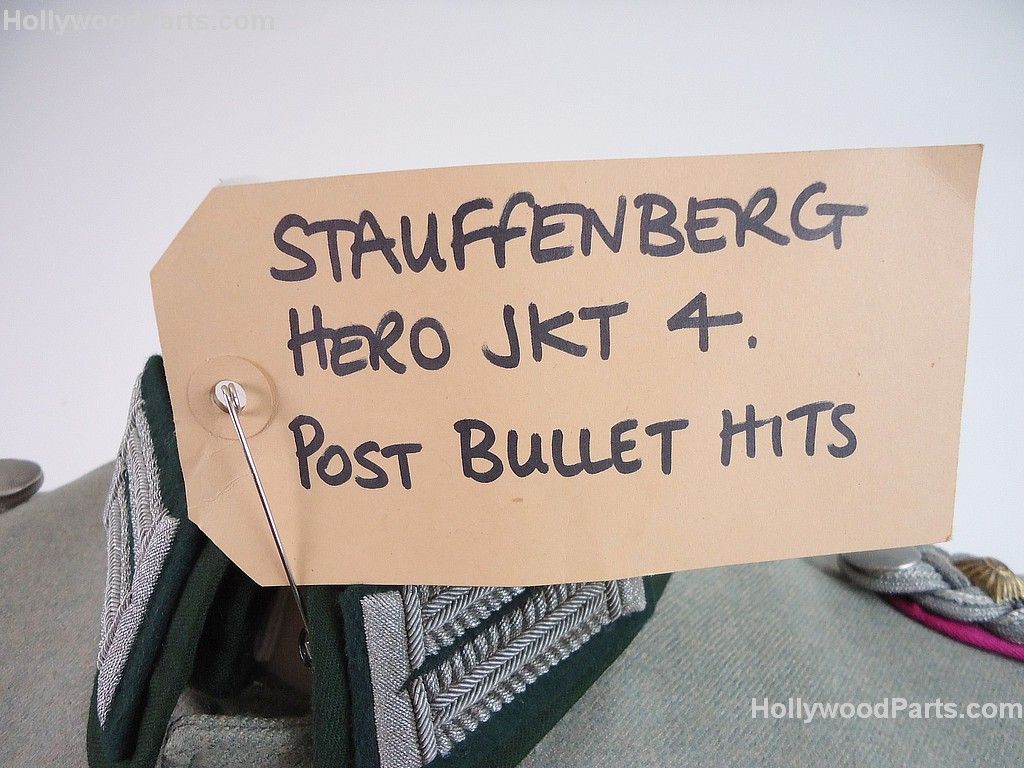 HollywoodParts.com
STAUFFENBERG
HERO JKT 4.
POST BULLET HITS
HollywoodParts.com